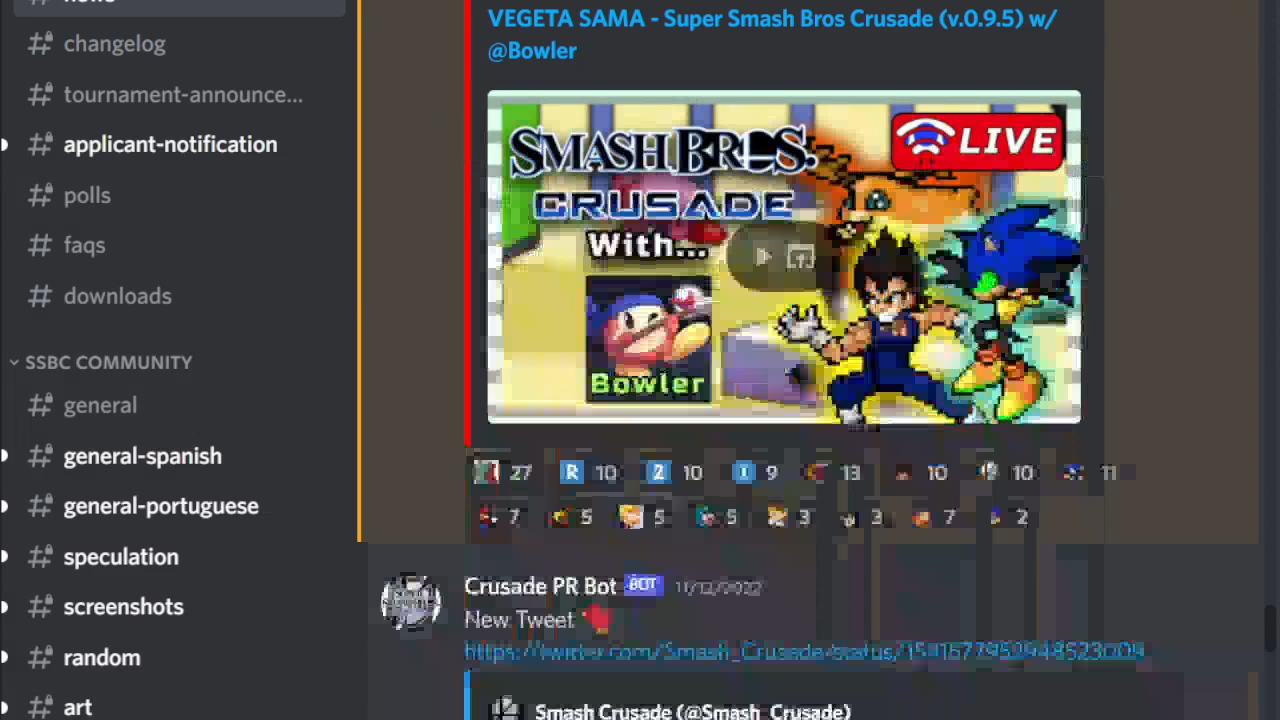 changelog
tournament-announce...
applicant-notification
polls
faqs
downloads
SSBC COMMUNITY
general
general-spanish
general-portuguese
speculation
screenshots
random
art
VEGETA SAMA - Super Smash Bros Crusade (v.0.9.5) w/
@Bowler
SMASH BROS.
CRUSADE
With...
Bowler
LIVE
27 R 10 2 10 1 9 13 10 10 11
7 5 5 5 3 3 7 2
Crusade PR Bot BOT
New Tweet
Smash Crusade (@Smash_Crusade)